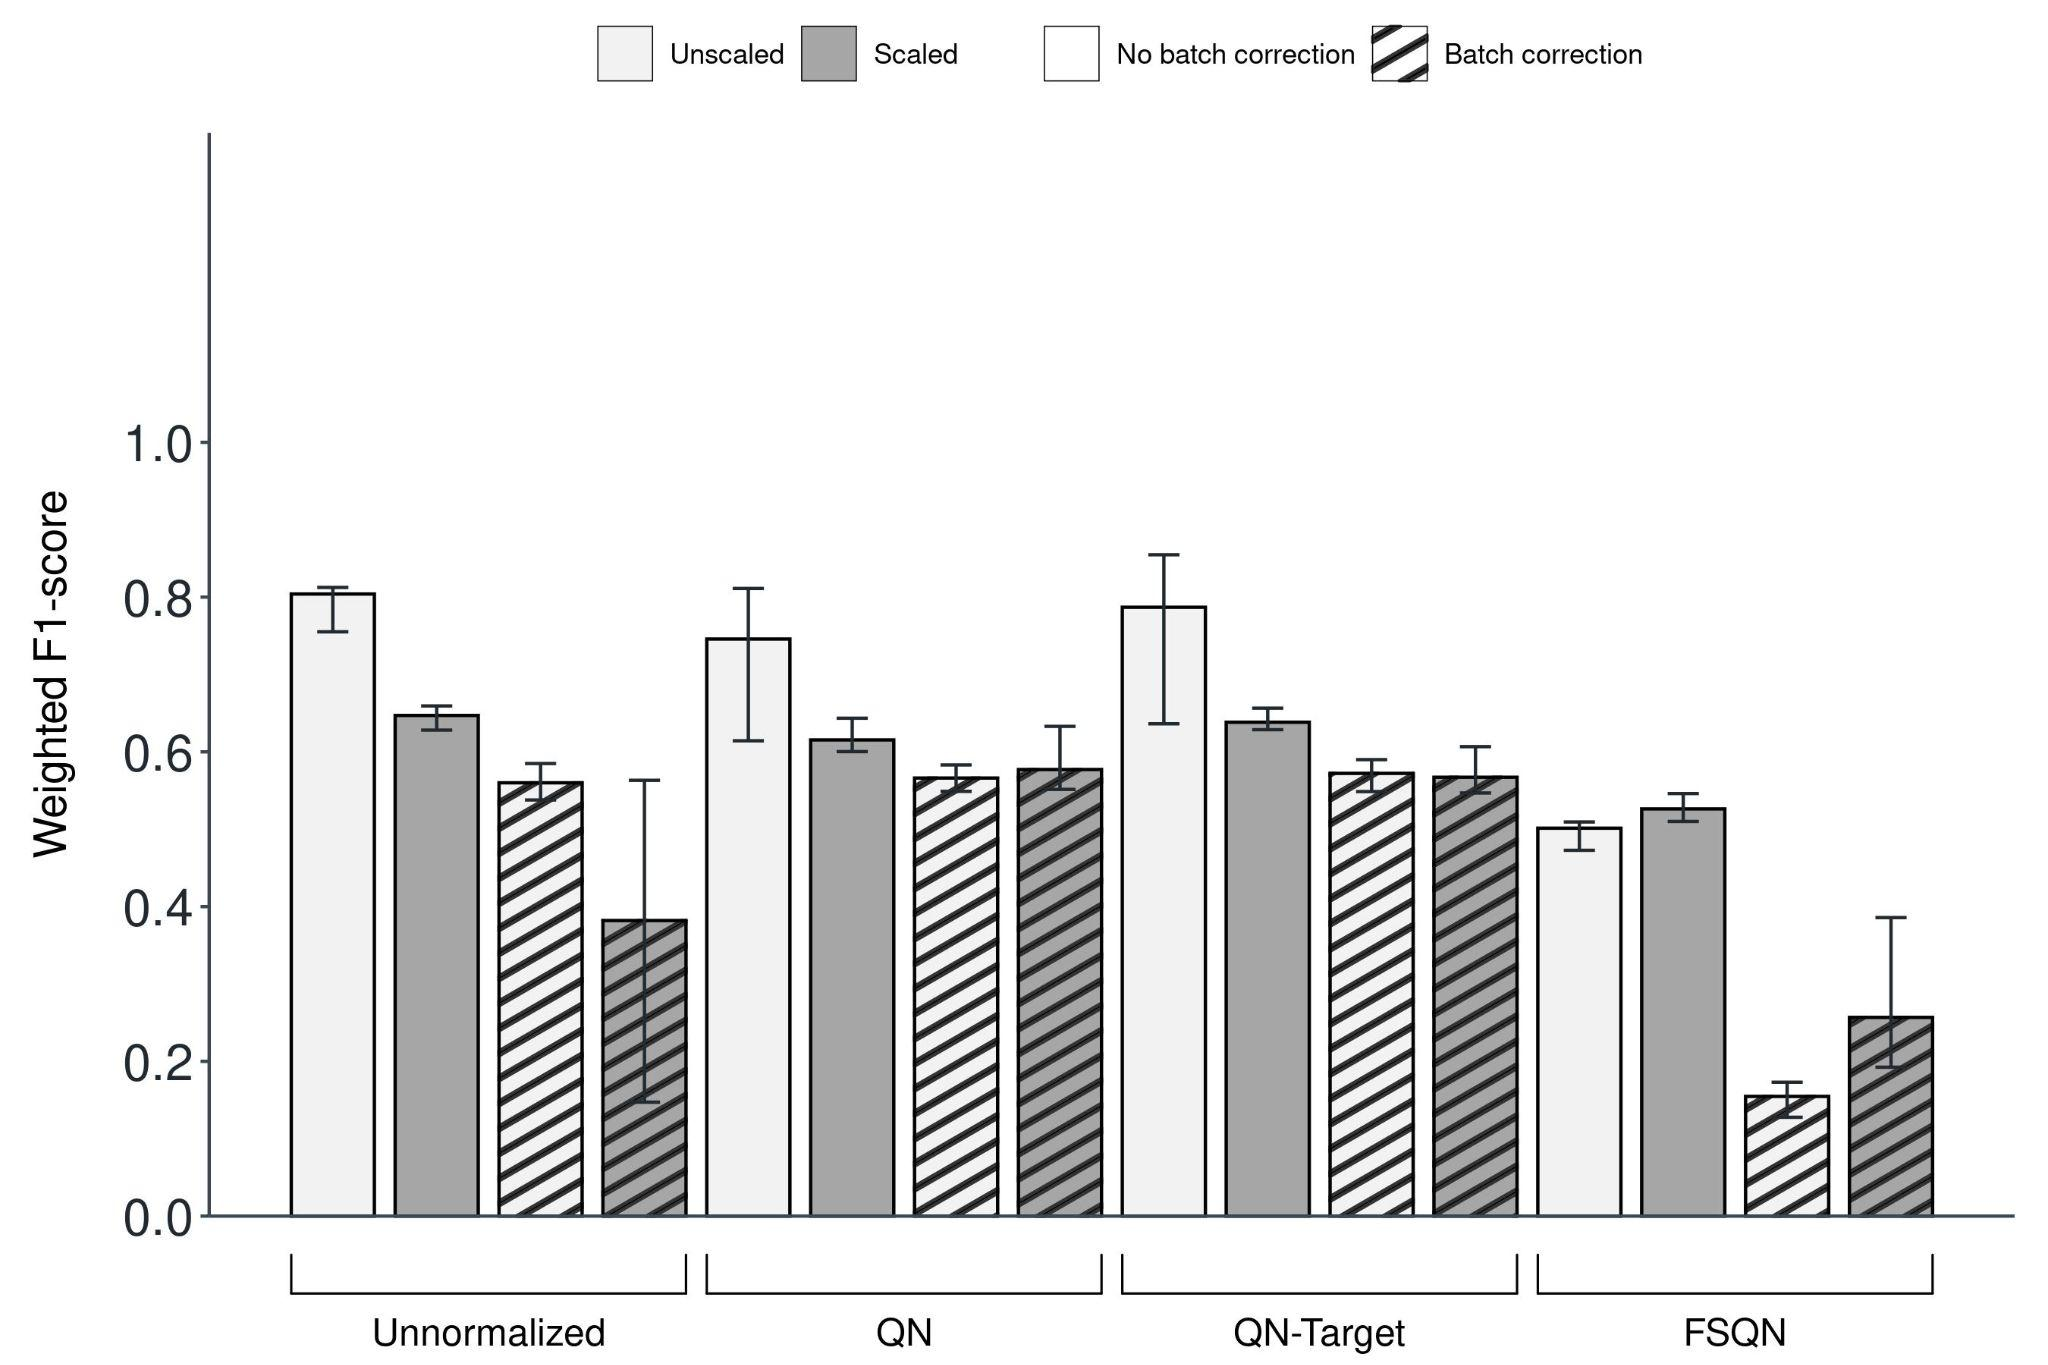 Unscaled Scaled No batch correction Batch correction
Weighted F1-score
1.0
0.8
0.6
0.4
0.2
0.0
Unnormalized QN QN-Target FSQN